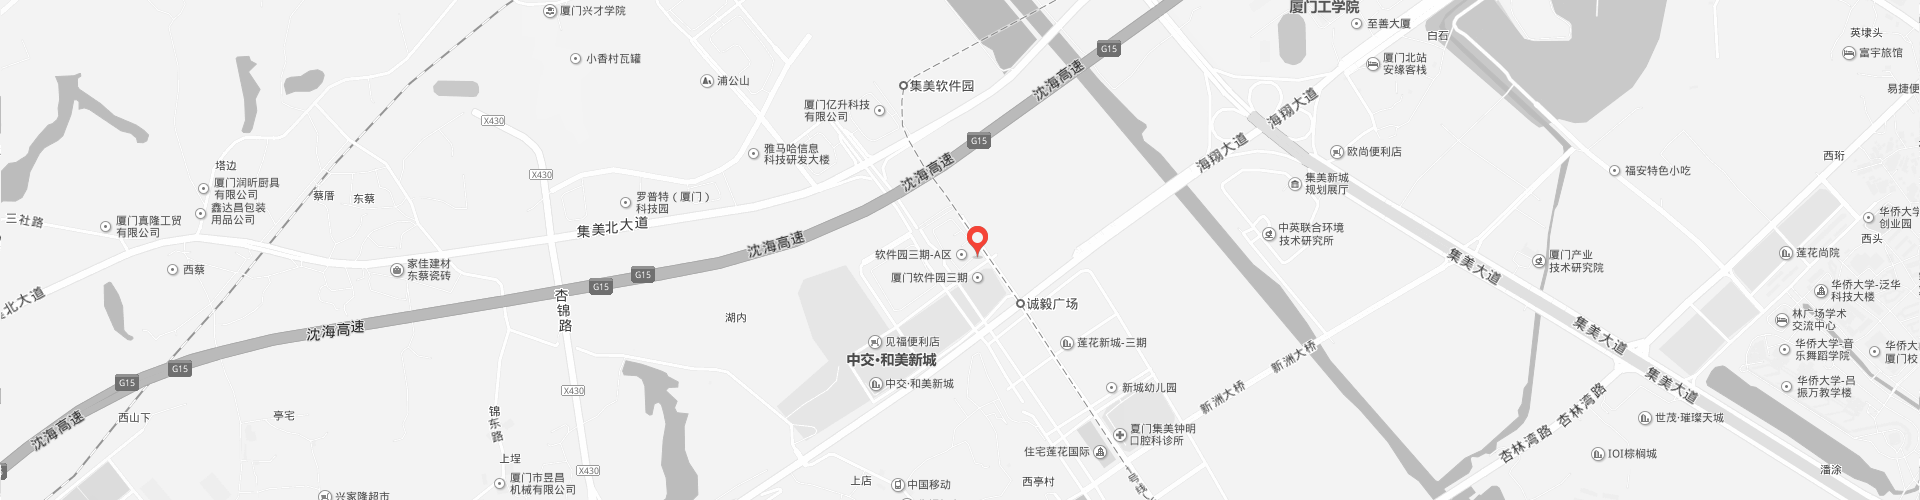 厦门兴才学院
厦门工学院
至善大厦
白石
英埭头
富宇旅馆
小香村瓦罐
浦公山
集美软件园
G15
沈海高速
厦门北站
安缘客栈
易捷便
厦门亿升科技
有限公司
海翔大道
X430
雅马哈信息
科技研发大楼
G15
海翔大道
欧尚便利店
西珩
塔边
X430
沈海高速
集美新城
规划展厅
福安特色小吃
厦门润昕厨具
有限公司
蔡厝
东蔡
罗普特（厦门）
科技园
鑫达昌包装
用品公司
三社路
厦门真隆工贸
有限公司
集美北大道
中英联合环境
技术研究所
华侨大学
创业园
西头
沈海高速
软件园三期-A区
莲花尚院
西蔡
家佳建材
东蔡瓷砖
G15
G15
厦门软件园三期
集美大道
厦门产业
技术研究院
北大道
杏锦路
诚毅广场
华侨大学-泛华
科技大楼
湖内
沈海高速
林广场学术
交流中心
集美大道
见福便利店
莲花新城-三期
新洲大桥
华侨大学-音
乐舞蹈学院
华侨大
厦门校
中交·和美新城
G15
G15
中交·和美新城
新城幼儿园
新洲大桥
集美大道
华侨大学-吕
振万教学楼
X430
西山下
亭宅
锦东路
沈海高速
杏林湾路
杏林湾路
世茂·璀璨天城
夏门集美钟明
口腔科诊所
住宅莲花国际
IOI棕榈城
上埕
X430
潘涂
厦门市昱昌
机械有限公司
上店
中国移动
西亭村
号线
兴家隆超市